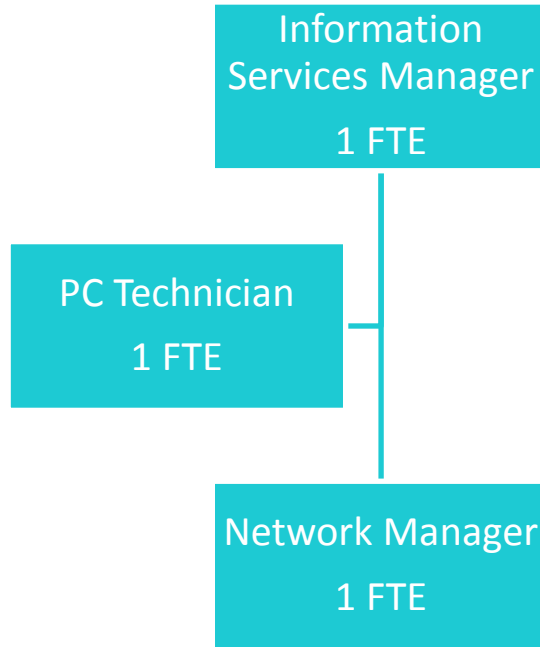 Information
Services Manager
1 FTE
PC Technician
1 FTE
Network Manager
1 FTE